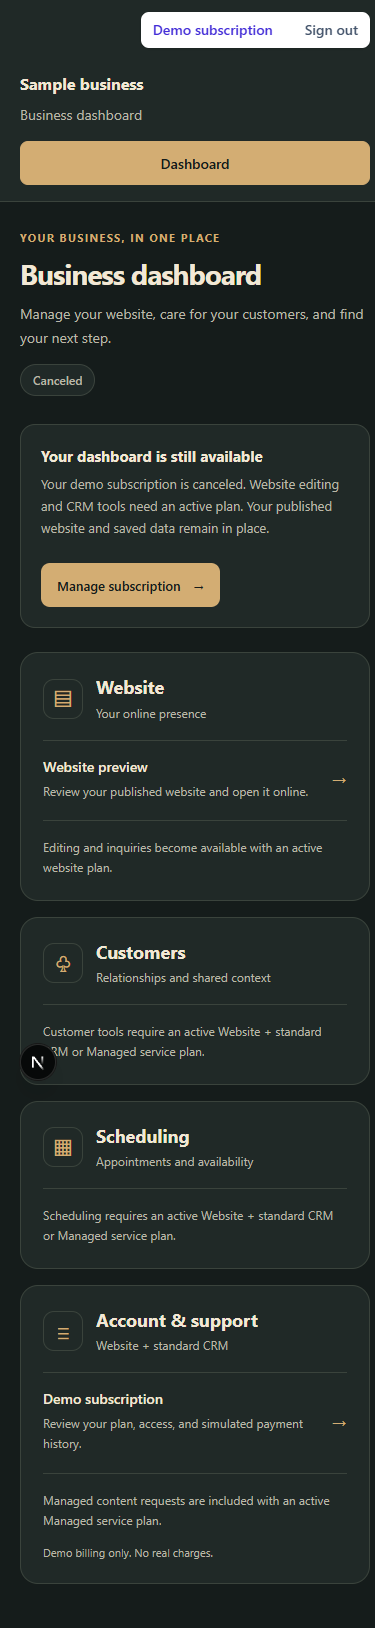 Demo subscription Sign out
Sample business
Business dashboard
Dashboard
YOUR BUSINESS, IN ONE PLACE
Business dashboard
Manage your website, care for your customers, and find
your next step.
Canceled
Your dashboard is still available
Your demo subscription is canceled. Website editing
and CRM tools need an active plan. Your published
website and saved data remain in place.
Manage subscription →
Website
Your online presence
Website preview
Review your published website and open it online.
→
Editing and inquiries become available with an active
website plan.
Customers
Relationships and shared context
Customer tools require an active Website + standard
RM or Managed service plan.
N
Scheduling
Appointments and availability
Scheduling requires an active Website + standard CRM
or Managed service plan.
Account & support
Website + standard CRM
Demo subscription
Review your plan, access, and simulated payment
history.
→
Managed content requests are included with an active
Managed service plan.
Demo billing only. No real charges.